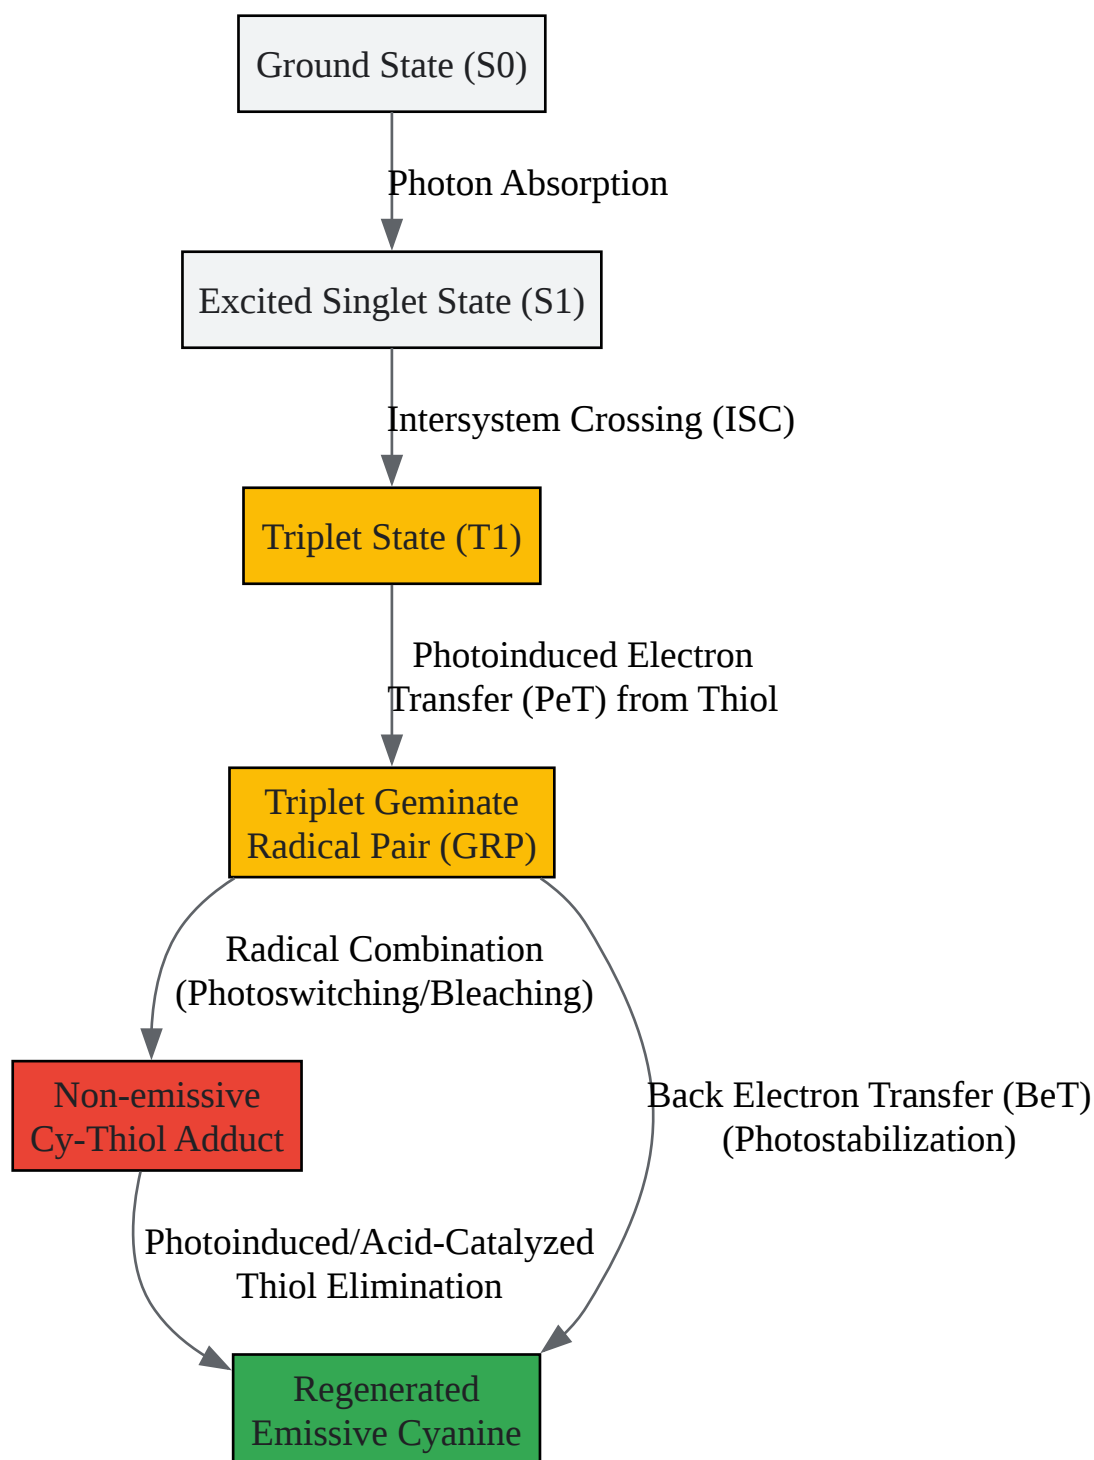 Ground State (S0)
Photon Absorption
Excited Singlet State (S1)
Intersystem Crossing (ISC)
Triplet State (T1)
Photoinduced Electron
Transfer (PeT) from Thiol
Triplet Geminate
Radical Pair (GRP)
Radical Combination
(Photoswitching/Bleaching)
Non-emissive
Cy-Thiol Adduct
Back Electron Transfer (BeT)
(Photostabilization)
Photoinduced/Acid-Catalyzed
Thiol Elimination
Regenerated
Emissive Cyanine